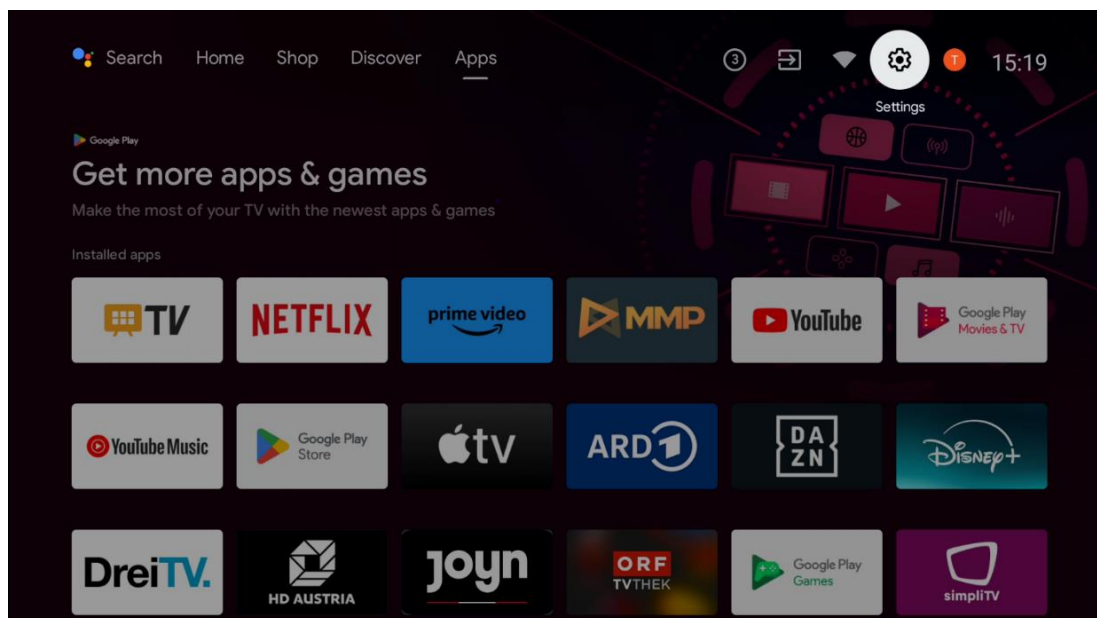 Search Home Shop Discover Apps 3 T 15:19
Settings
Google Play
Get more apps & games
Make the most of your TV with the newest apps & games
Installed apps
TV NETFLIX prime video MMP YouTube Google Play Movies & TV
YouTube Music Google Play Store tv ARD 1 DAZN Disney+
DreiTV. HD AUSTRIA Joyn ORF TVTHEK Google Play Games simpliTV